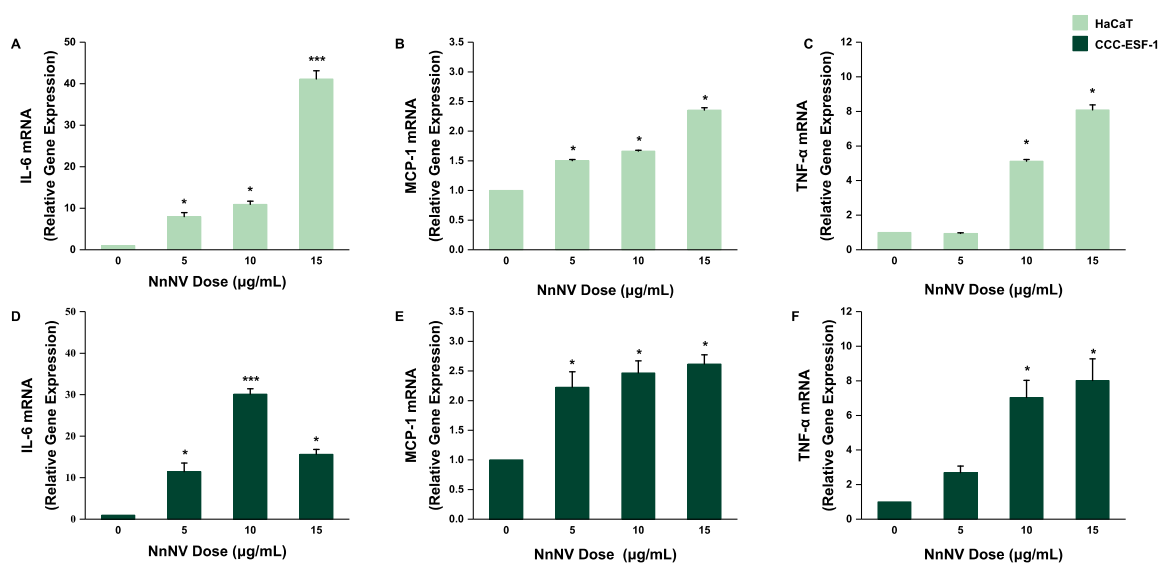 HaCaT
CCC-ESF-1
A
IL-6 mRNA
(Relative Gene Expression)
50
40
30
20
10
0
*
*
***
0 5 10 15
NnNV Dose (µg/mL)
B
MCP-1 mRNA
(Relative Gene Expression)
3.5
3.0
2.5
2.0
1.5
1.0
0.5
0.0
*
*
*
0 5 10 15
NnNV Dose (µg/mL)
C
TNF-α mRNA
(Relative Gene Expression)
12
10
8
6
4
2
0
*
*
0 5 10 15
NnNV Dose (µg/mL)
D
IL-6 mRNA
(Relative Gene Expression)
50
40
30
15
10
0
*
***
*
0 5 10 15
NnNV Dose (µg/mL)
E
MCP-1 mRNA
(Relative Gene Expression)
3.5
3.0
2.5
2.0
1.5
1.0
0.5
0.0
*
*
*
0 5 10 15
NnNV Dose (µg/mL)
F
TNF-α mRNA
(Relative Gene Expression)
12
10
8
6
4
2
0
*
*
0 5 10 15
NnNV Dose (µg/mL)